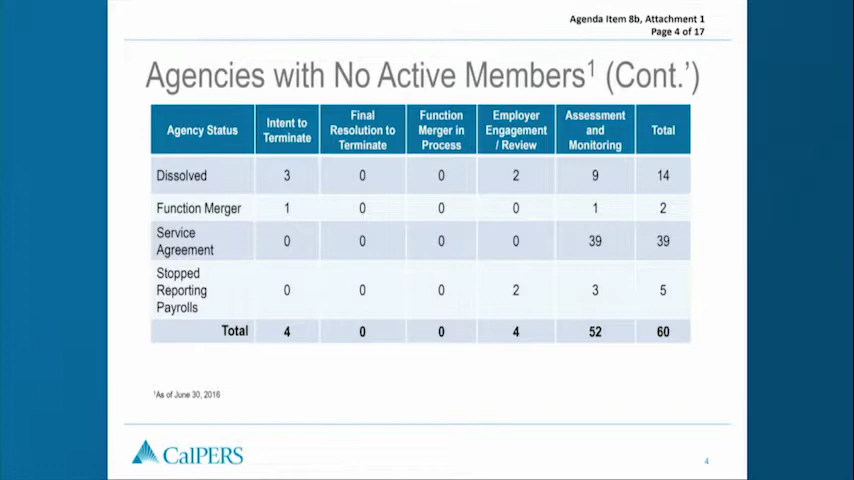 Agenda Item 8b, Attachment 1
Page 4 of 17
Agencies with No Active Members¹ (Cont.’)
Agency Status
Intent to
Terminate
Final
Resolution to
Terminate
Function
Merger in
Process
Employer
Engagement
/ Review
Assessment
and
Monitoring
Total
Dissolved 3 0 0 2 9 14
Function Merger 1 0 0 0 1 2
Service
Agreement 0 0 0 0 39 39
Stopped
Reporting 0 0 0 2 3 5
Payrolls
Total 4 0 0 4 52 60
¹As of June 30, 2016
CalPERS
4